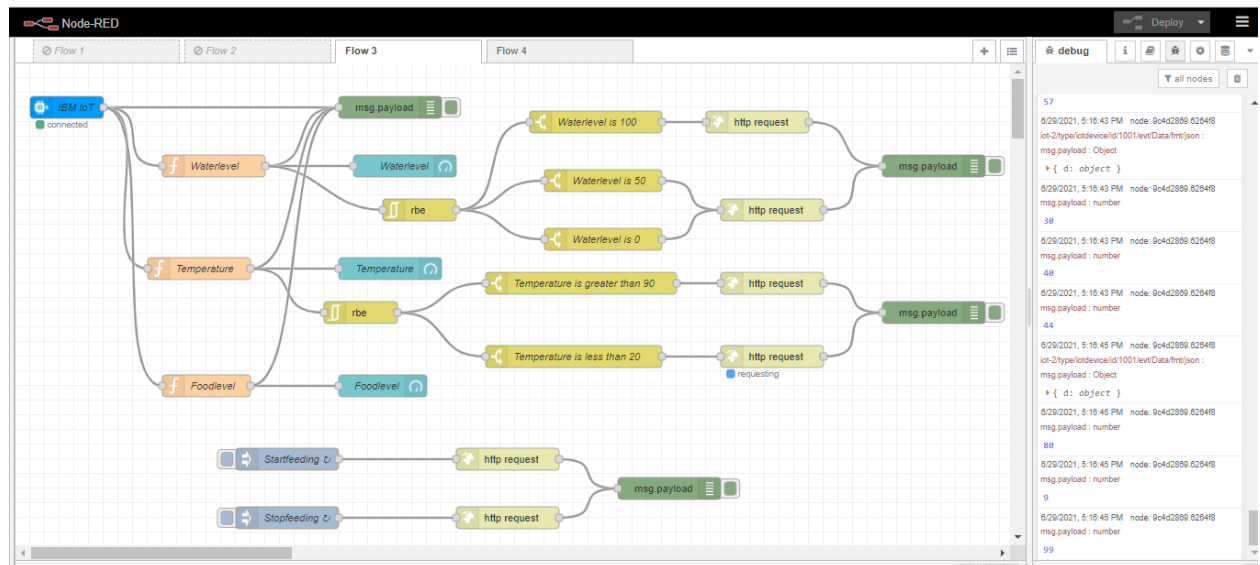 Node-RED
Deploy
Flow 1
Flow 2
Flow 3
Flow 4
debug
all nodes
IBM IoT
connected
msg.payload
Waterlevel is 100
http request
Waterlevel
Waterlevel
Waterlevel is 50
msg.payload
rbe
http request
Waterlevel is 0
Temperature
Temperature
Temperature is greater than 90
http request
rbe
msg.payload
Temperature is less than 20
http request
requesting
Foodlevel
Foodlevel
Startfeeding ↻
http request
msg.payload
Stopfeeding ↻
http request
57
6/29/2021, 5:16:43 PM node: 9c4d2869.6264f8
iot-2/type/iotdevice/id/1001/evt/Data/fmt/json :
msg.payload : Object
{ d: object }
6/29/2021, 5:16:43 PM node: 9c4d2869.6264f8
msg.payload : number
30
6/29/2021, 5:16:43 PM node: 9c4d2869.6264f8
msg.payload : number
40
6/29/2021, 5:16:43 PM node: 9c4d2869.6264f8
msg.payload : number
44
6/29/2021, 5:16:45 PM node: 9c4d2869.6264f8
iot-2/type/iotdevice/id/1001/evt/Data/fmt/json :
msg.payload : Object
{ d: object }
6/29/2021, 5:16:45 PM node: 9c4d2869.6264f8
msg.payload : number
80
6/29/2021, 5:16:45 PM node: 9c4d2869.6264f8
msg.payload : number
9
6/29/2021, 5:16:45 PM node: 9c4d2869.6264f8
msg.payload : number
99